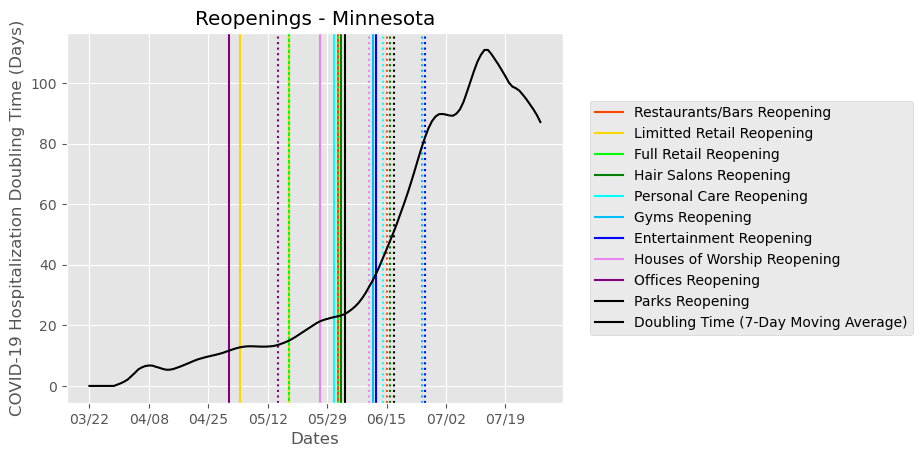 Reopenings - Minnesota
COVID-19 Hospitalization Doubling Time (Days)
100
80
60
40
20
0
03/22 04/08 04/25 05/12 05/29 06/15 07/02 07/19
Dates
Restaurants/Bars Reopening
Limitted Retail Reopening
Full Retail Reopening
Hair Salons Reopening
Personal Care Reopening
Gyms Reopening
Entertainment Reopening
Houses of Worship Reopening
Offices Reopening
Parks Reopening
Doubling Time (7-Day Moving Average)